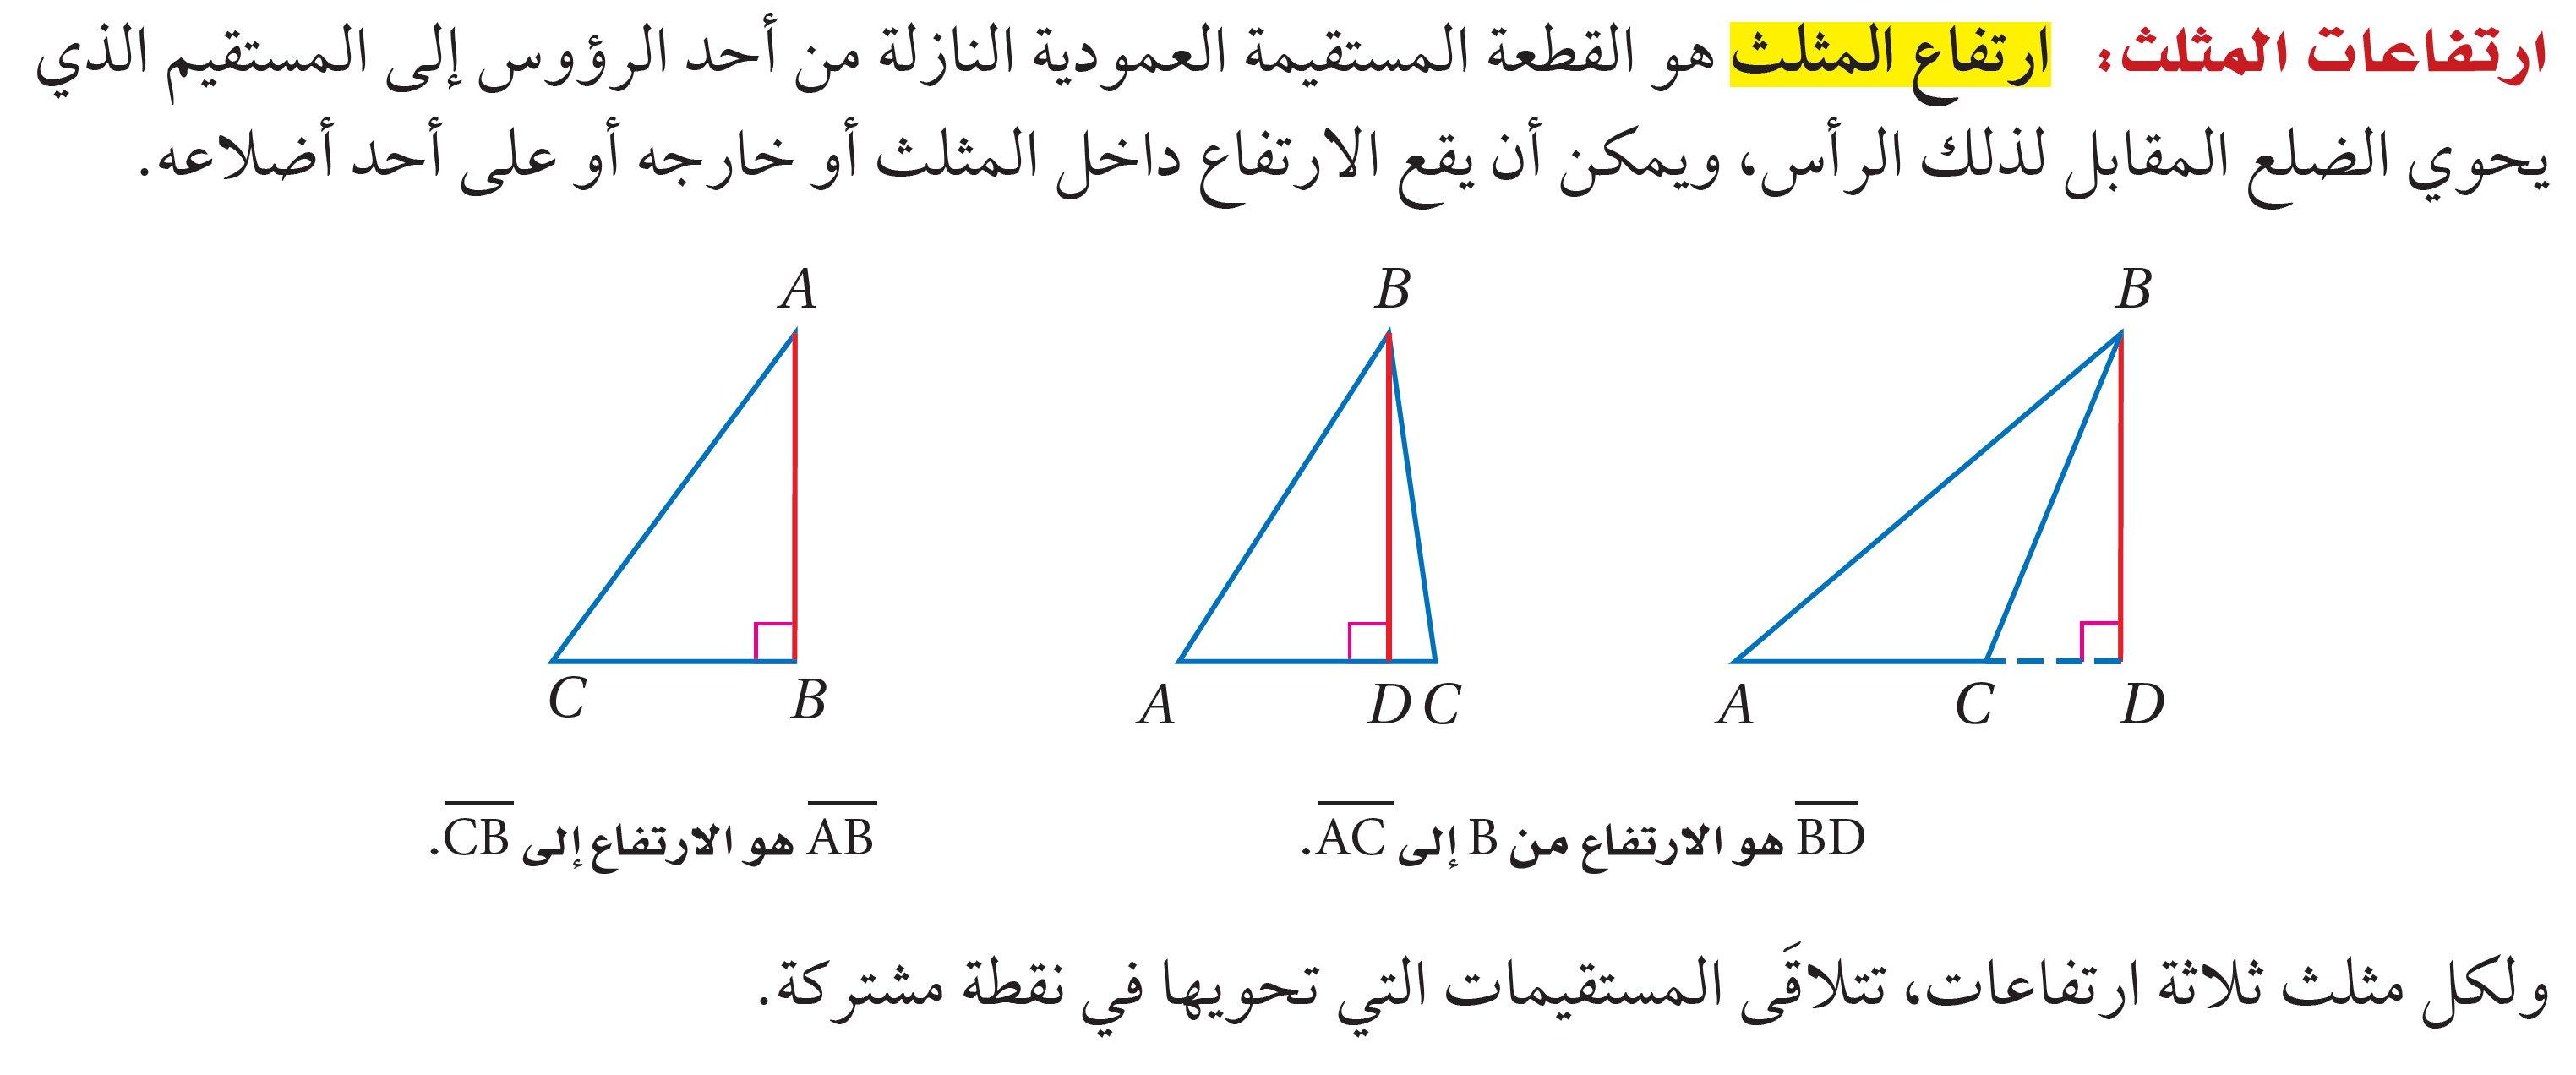 ارتفاعات المثلث: ارتفاع المثلث هو القطعة المستقيمة العمودية النازلة من أحد الرؤوس إلى المستقيم الذي
يحوي الضلع المقابل لذلك الرأس، ويمكن أن يقع الارتفاع داخل المثلث أو خارجه أو على أحد أضلاعه.
B
B
A
D
C
A
C
D
A
B
C
BD هو الارتفاع من B إلى AC.
AB هو الارتفاع إلى CB.
ولكل مثلث ثلاثة ارتفاعات، تتلاقَى المستقيمات التي تحويها في نقطة مشتركة.